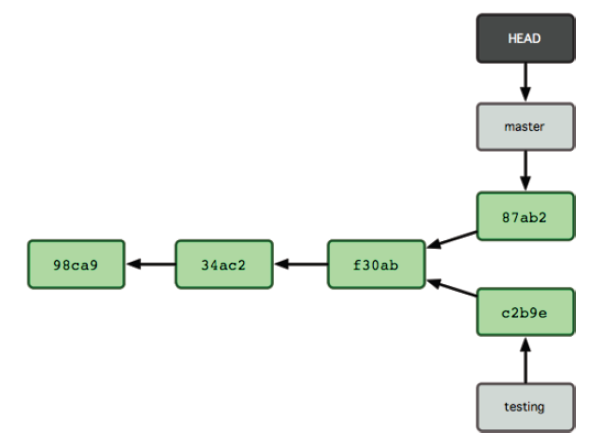 HEAD
master
87ab2
98ca9
34ac2
f30ab
c2b9e
testing